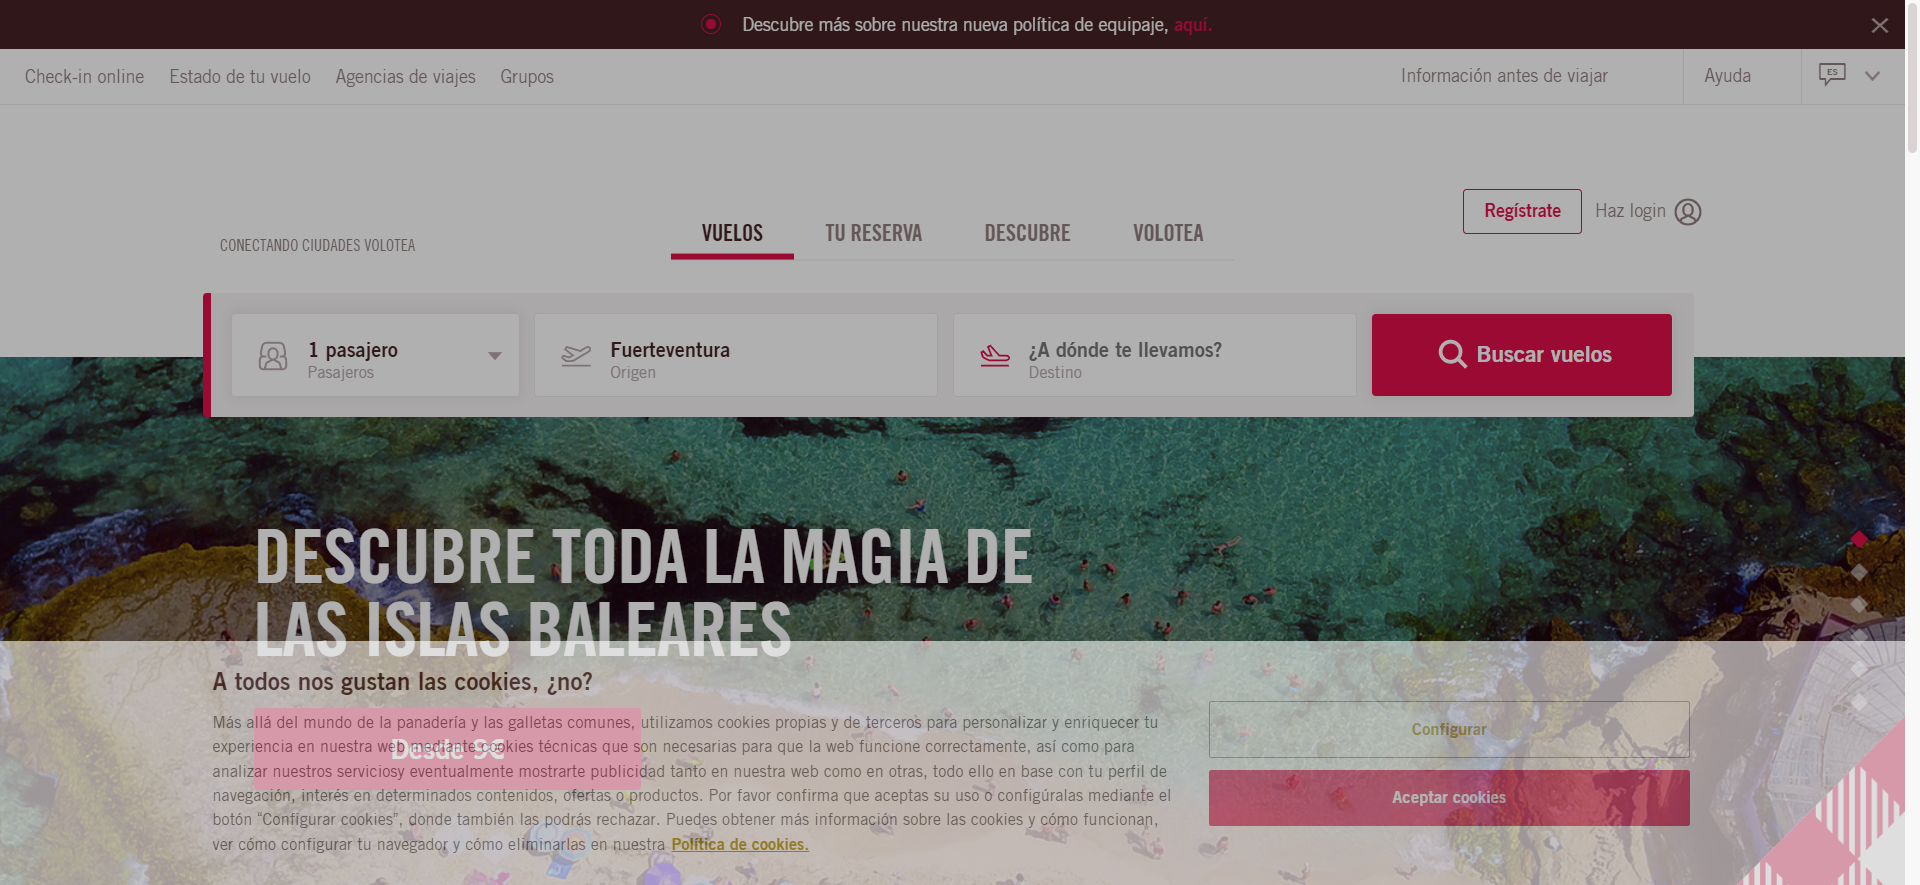 Descubre más sobre nuestra nueva política de equipaje, aquí.
Check-in online Estado de tu vuelo Agencias de viajes Grupos
Información antes de viajar Ayuda ES
Regístrate Haz login
CONECTANDO CIUDADES VOLOTEA
VUELOS TU RESERVA DESCUBRE VOLOTEA
1 pasajero
Pasajeros
Fuerteventura
Origen
¿A dónde te llevamos?
Destino
Buscar vuelos
DESCUBRE TODA LA MAGIA DE
LAS ISLAS BALEARES
Desde 9€
A todos nos gustan las cookies, ¿no?
Más allá del mundo de la panadería y las galletas comunes, utilizamos cookies propias y de terceros para personalizar y enriquecer tu
experiencia en nuestra web mediante cookies técnicas que son necesarias para que la web funcione correctamente, así como para
analizar nuestros serviciosy eventualmente mostrarte publicidad tanto en nuestra web como en otras, todo ello en base con tu perfil de
navegación, interés en determinados contenidos, ofertas o productos. Por favor confirma que aceptas su uso o configúralas mediante el
botón “Configurar cookies”, donde también las podrás rechazar. Puedes obtener más información sobre las cookies y cómo funcionan,
ver cómo configurar tu navegador y cómo eliminarlas en nuestra Política de cookies.
Configurar
Aceptar cookies